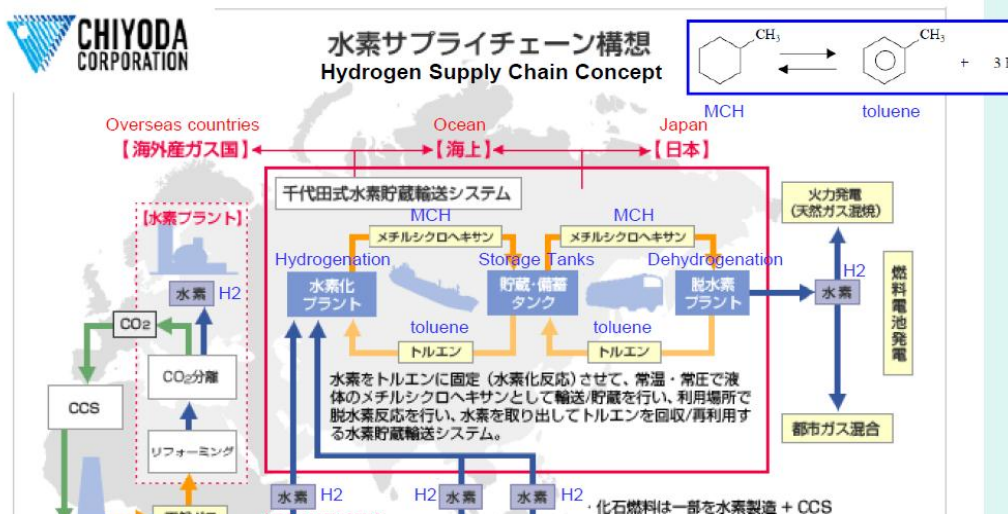 CHIYODA
CORPORATION
水素サプライチェーン構想
Hydrogen Supply Chain Concept
CH3
CH3
+ 3
MCH
toluene
Overseas countries
Ocean
Japan
【海外産ガス国】
【海上】
【日本】
千代田式水素貯蔵輸送システム
MCH
MCH
メチルシクロヘキサン
メチルシクロヘキサン
Hydrogenation
Storage Tanks
Dehydrogenation
水素化
プラント
貯蔵・備蓄
タンク
脱水素
プラント
toluene
toluene
トルエン
トルエン
水素をトルエンに固定（水素化反応）させて、常温・常圧で液
体のメチルシクロヘキサンとして輸送/貯蔵を行い、利用場所で
脱水素反応を行い、水素を取り出してトルエンを回収/再利用す
る水素貯蔵輸送システム。
【水素プラント】
水素 H2
CO2
CO2分離
CCS
リフォーミング
火力発電
（天然ガス混焼）
H2
水素
燃料電池発電
都市ガス混合
水素 H2
H2 水素
水素 H2
・化石燃料は一部を水素製造 + CCS